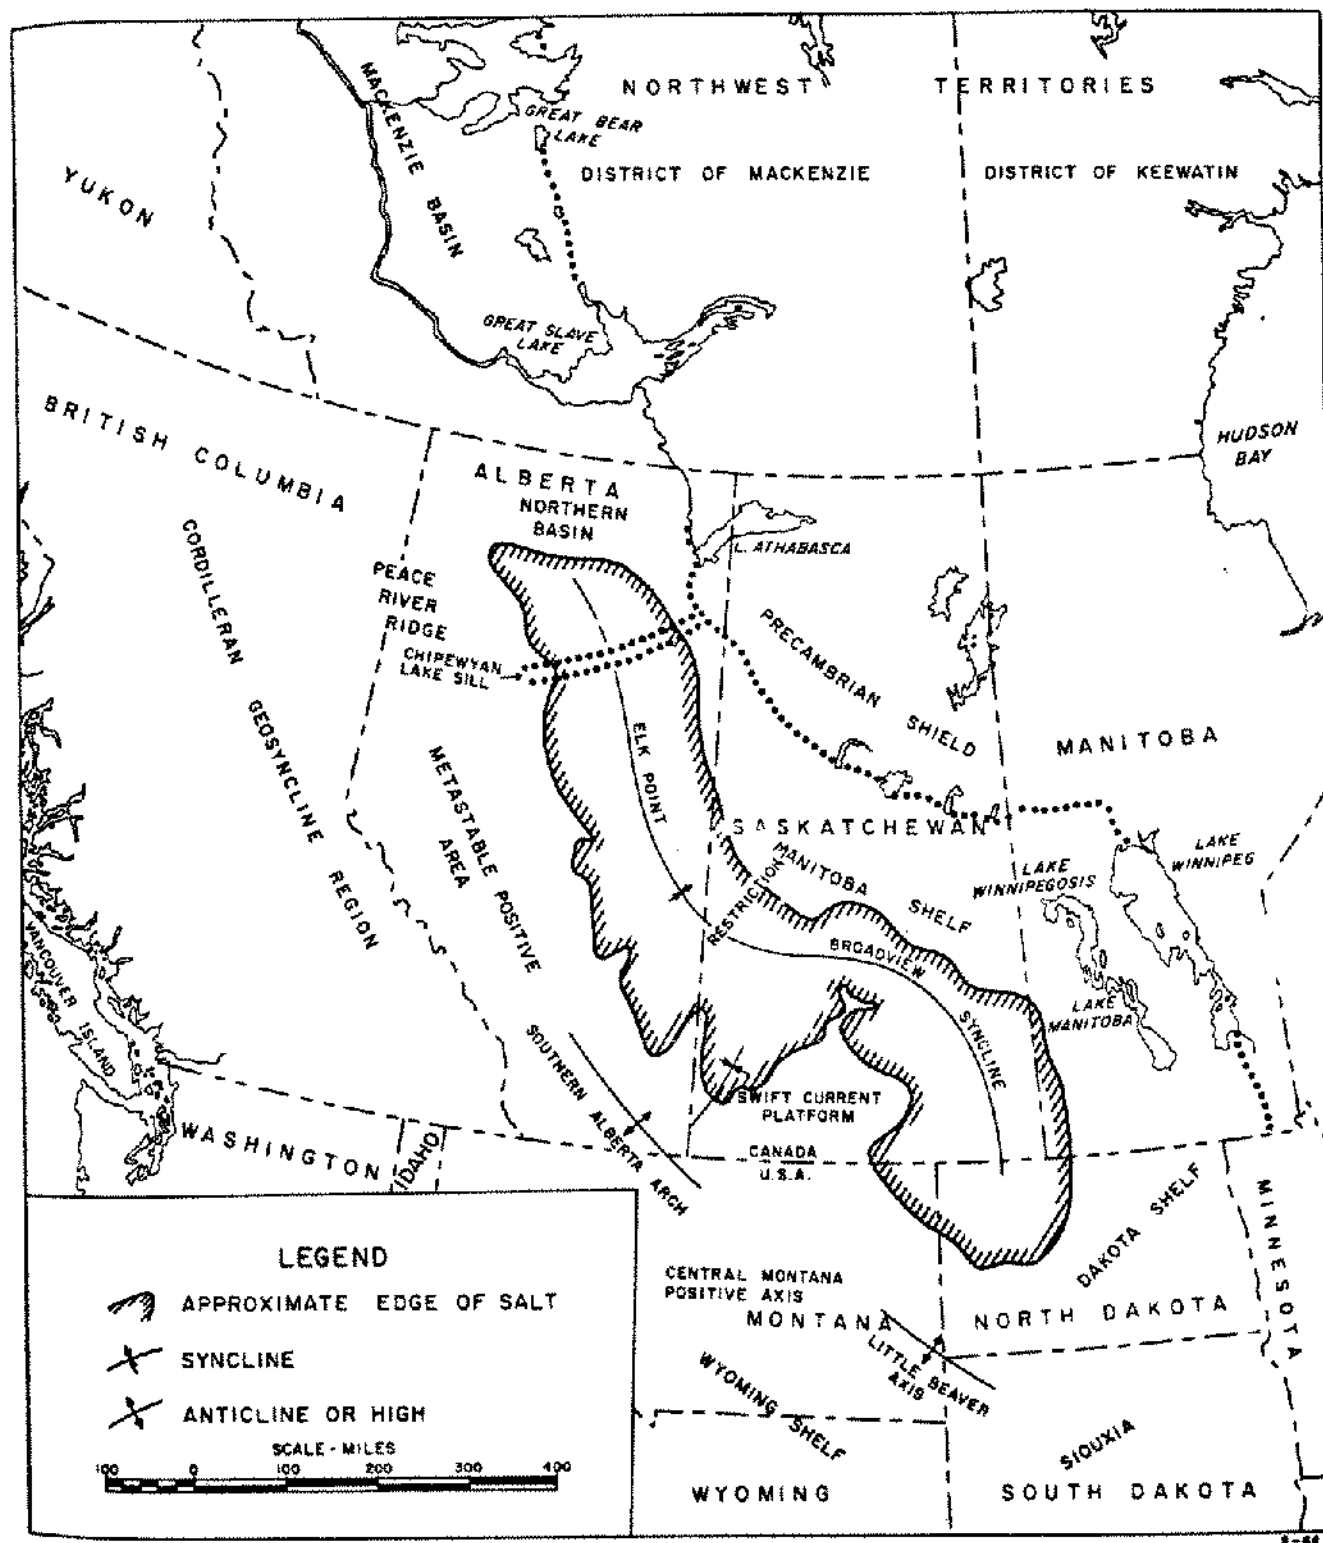 NORTHWEST TERRITORIES
MACKENZIE BASIN
GREAT BEAR
LAKE
DISTRICT OF MACKENZIE
DISTRICT OF KEEWATIN
YUKON
GREAT SLAVE
LAKE
BRITISH COLUMBIA
HUDSON
BAY
ALBERTA
NORTHERN
BASIN
L. ATHABASCA
CORDILLERAN GEOSYNCLINE REGION
PEACE
RIVER
RIDGE
CHIPEWYAN
LAKE SILL
PRECAMBRIAN SHIELD
MANITOBA
ELK POINT
METASTABLE POSITIVE
AREA
SASKATCHEWAN
MANITOBA SHELF
RESTRICTION
LAKE
WINNIPEG
LAKE
WINNIPEGOSIS
BROADVIEW SYNCLINE
VANCOUVER ISLAND
LAKE
MANITOBA
SOUTHERN ALBERTA ARCH
SWIFT CURRENT
PLATFORM
WASHINGTON
IDAHO
CANADA
U.S.A.
DAKOTA SHELF
MINNESOTA
CENTRAL MONTANA
POSITIVE AXIS
MONTANA
NORTH DAKOTA
LITTLE BEAVER
AXIS
WYOMING SHELF
SIOUXIA
WYOMING
SOUTH DAKOTA
LEGEND
APPROXIMATE EDGE OF SALT
SYNCLINE
ANTICLINE OR HIGH
SCALE - MILES
100 0 100 200 300 400